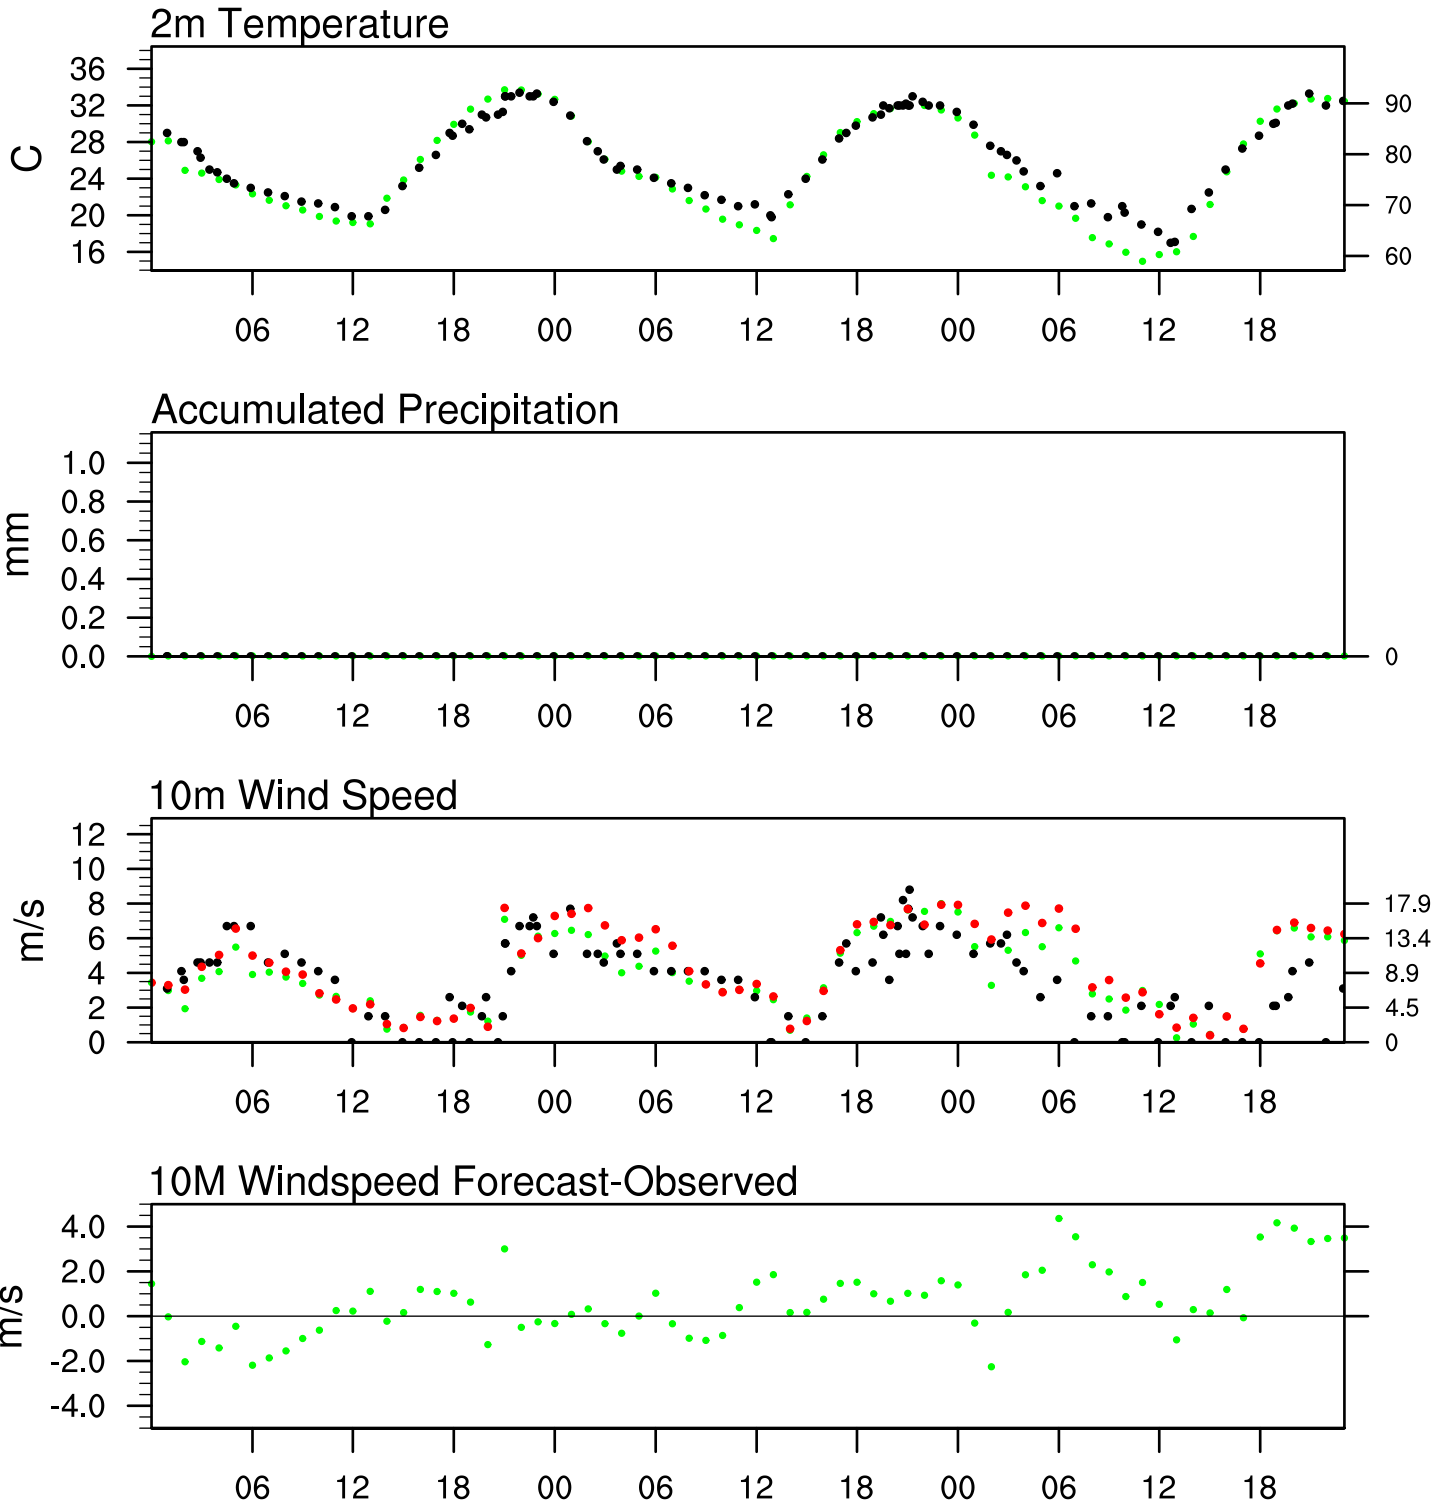 2m Temperature
36
32
28
24
20
16
C
90
80
70
60
06 12 18 00 06 12 18 00 06 12 18
Accumulated Precipitation
1.0
0.8
0.6
0.4
0.2
0.0
mm
0
06 12 18 00 06 12 18 00 06 12 18
10m Wind Speed
12
10
8
6
4
2
0
m/s
17.9
13.4
8.9
4.5
0
06 12 18 00 06 12 18 00 06 12 18
10M Windspeed Forecast-Observed
4.0
2.0
0.0
-2.0
-4.0
m/s
06 12 18 00 06 12 18 00 06 12 18